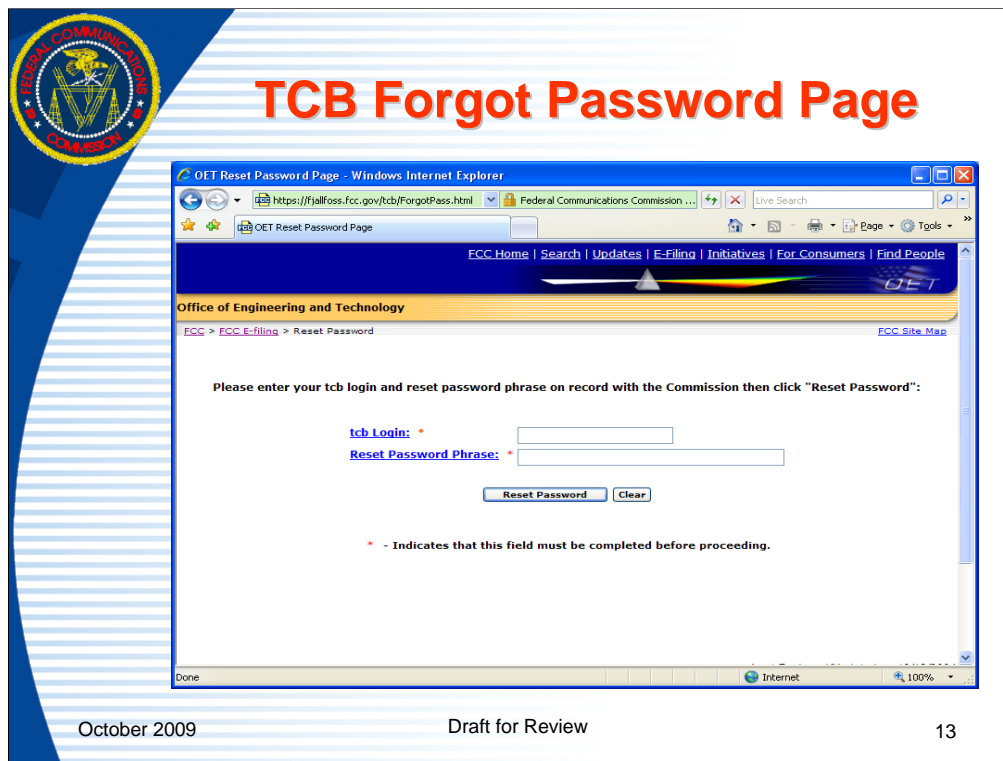 FEDERAL COMMUNICATIONS COMMISSION
TCB Forgot Password Page
OET Reset Password Page - Windows Internet Explorer
https://fjallfoss.fcc.gov/tcb/ForgotPass.html Federal Communications Commission ... Live Search
OET Reset Password Page Page Tools »
FCC Home | Search | Updates | E-Filing | Initiatives | For Consumers | Find People
OET
Office of Engineering and Technology
FCC > FCC E-filing > Reset Password FCC Site Map
Please enter your tcb login and reset password phrase on record with the Commission then click "Reset Password":
tcb Login: *
Reset Password Phrase: *
Reset Password Clear
* - Indicates that this field must be completed before proceeding.
Done Internet 100%
October 2009 Draft for Review 13